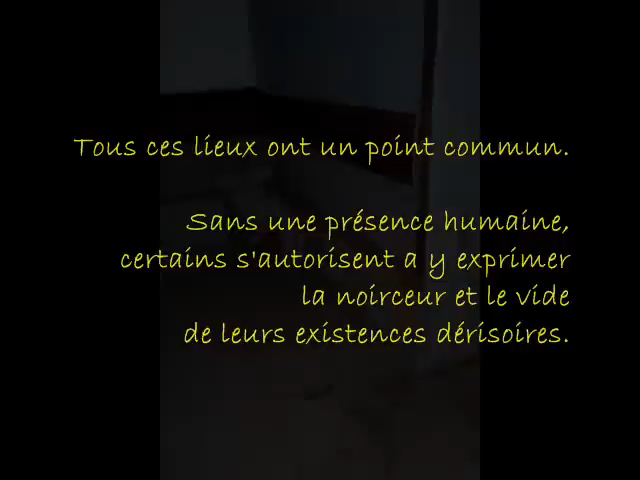 Tous ces lieux ont un point commun.
Sans une présence humaine,
certains s'autorisent a y exprimer
la noirceur et le vide
de leurs existences dérisoires.